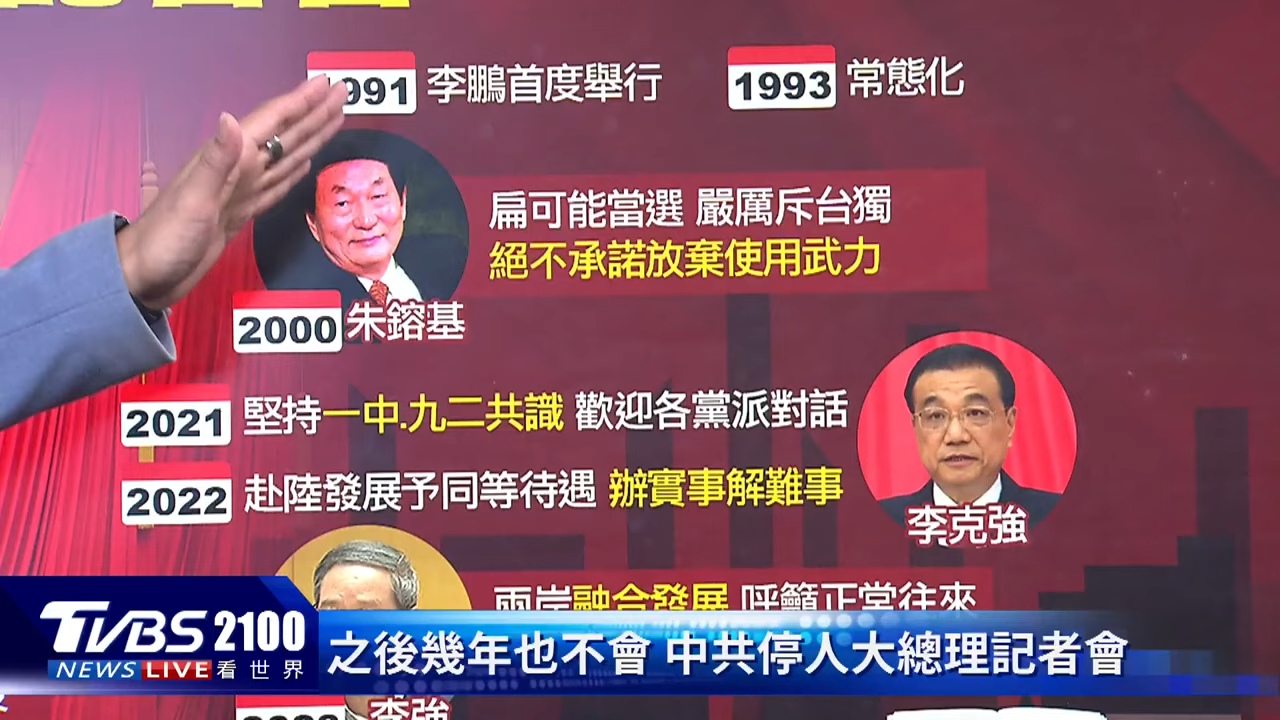 1991 李鵬首度舉行
1993 常態化
扁可能當選 嚴厲斥台獨
絕不承諾放棄使用武力
2000 朱鎔基
2021 堅持一中.九二共識 歡迎各黨派對話
2022 赴陸發展予同等待遇 辦實事解難事
李克強
兩岸融合發展 呼籲正常往來
TVBS 2100
NEWS LIVE 看世界
之後幾年也不會 中共停人大總理記者會
李強